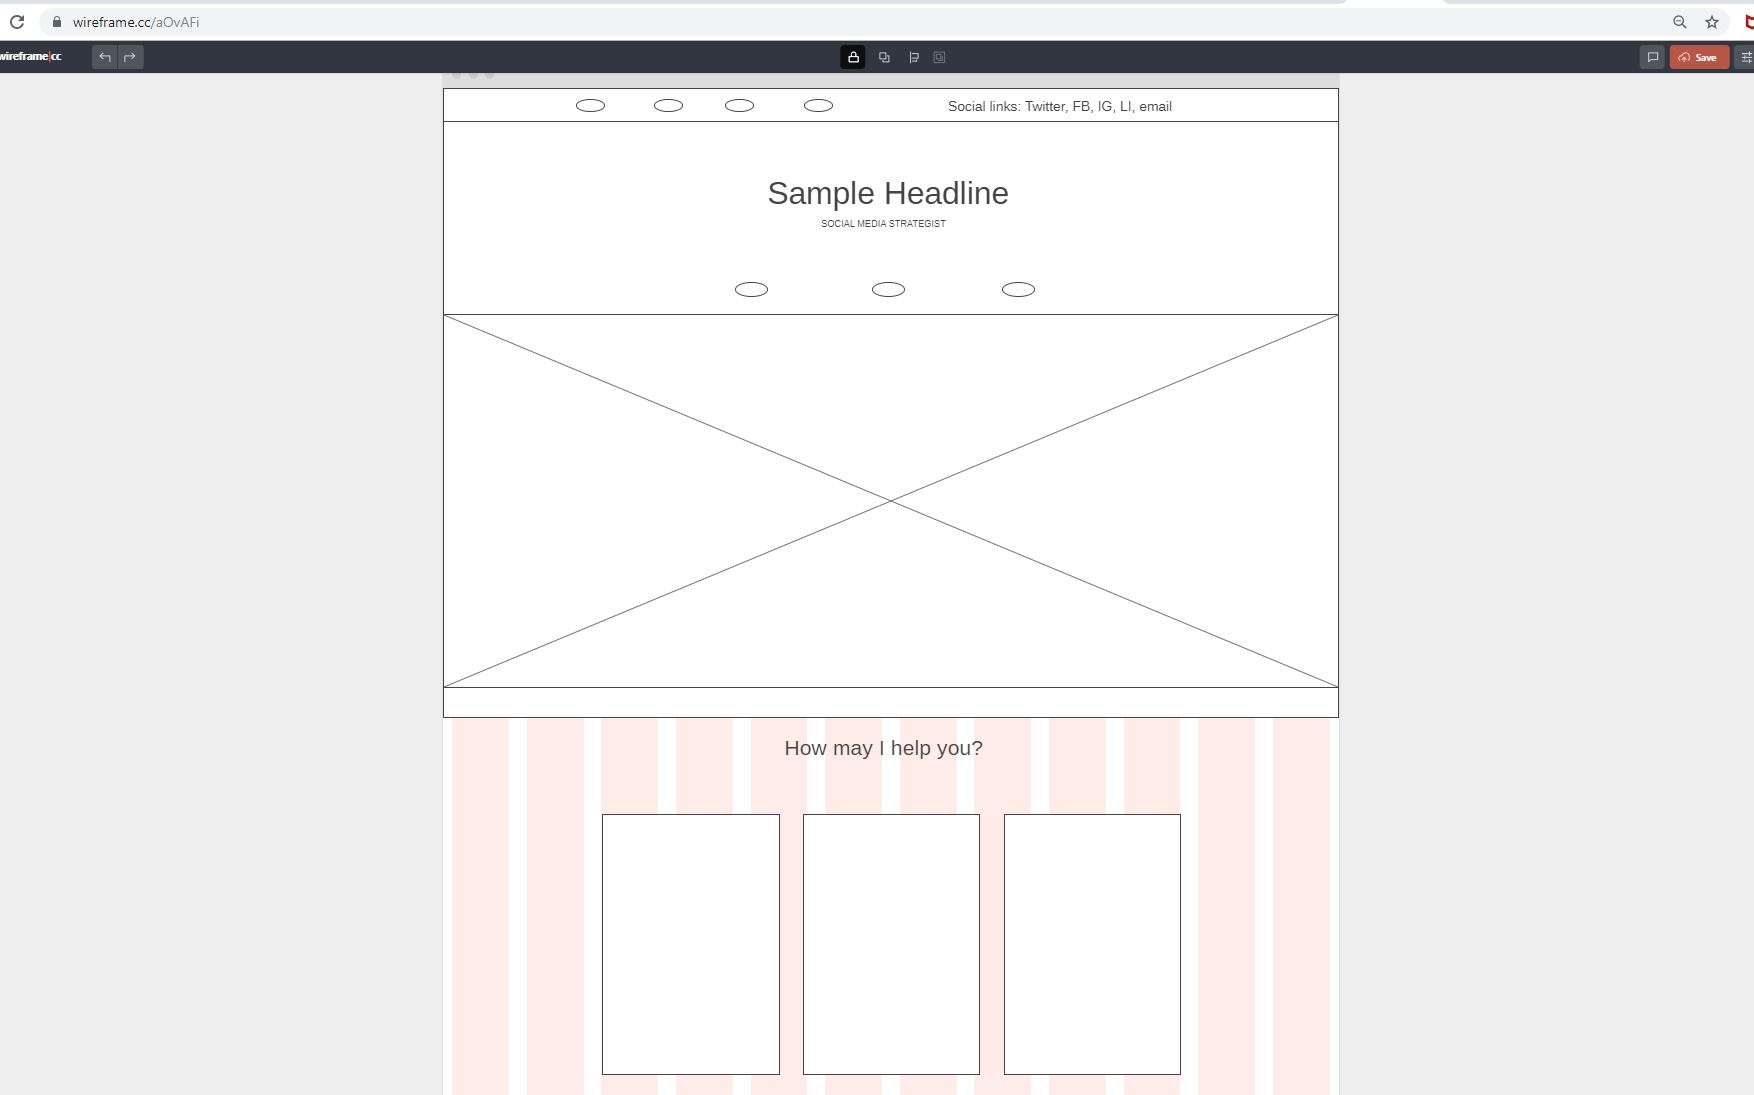 wireframe.cc/aOvAFi
wireframe|cc
Save
Social links: Twitter, FB, IG, LI, email
Sample Headline
SOCIAL MEDIA STRATEGIST
How may I help you?